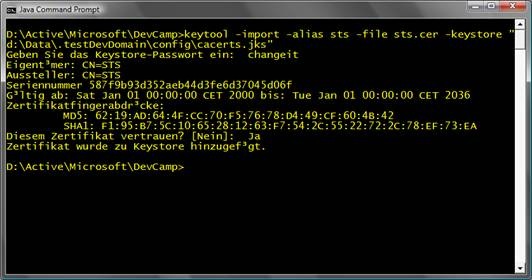 Java Command Prompt
D:\Active\Microsoft\DevCamp>keytool -import -alias sts -file sts.cer -keystore "
d:\Data\.testDevDomain\config\cacerts.jks"
Geben Sie das Keystore-Passwort ein:  changeit
Eigent³mer: CN=STS
Aussteller: CN=STS
Seriennummer 587f9b93d352aeb44d3fe6d37045d06f
G³ltig ab: Sat Jan 01 00:00:00 CET 2000 bis: Tue Jan 01 00:00:00 CET 2036
Zertifikatfingerabdr³cke:
MD5: 62:19:AD:64:4F:CC:70:F5:76:78:D4:49:CF:60:4B:42
SHA1: F1:95:B7:5C:10:65:28:12:63:F7:54:2C:55:22:72:2C:78:EF:73:EA
Diesem Zertifikat vertrauen? [Nein]:  Ja
Zertifikat wurde zu Keystore hinzugef³gt.
D:\Active\Microsoft\DevCamp>